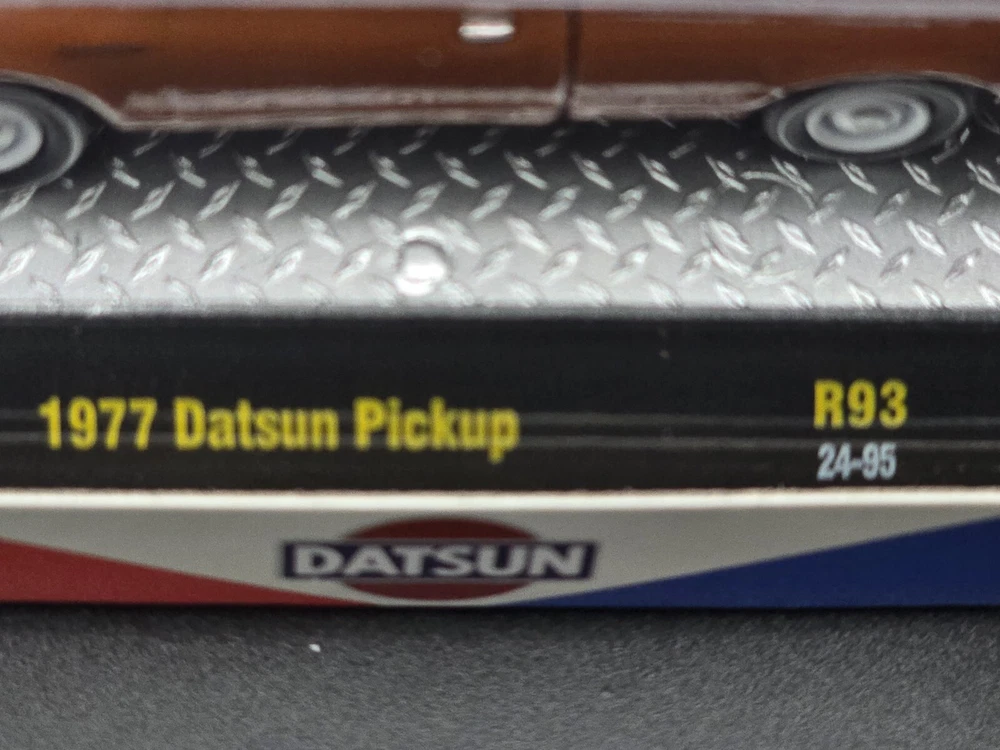 1977 Datsun Pickup
R93
24-95
DATSUN